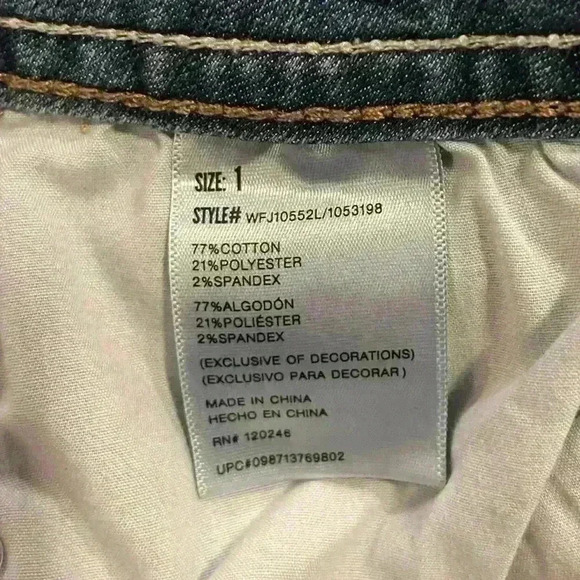 SIZE: 1
STYLE# WFJ10552L/1053198
77%COTTON
21%POLYESTER
2%SPANDEX
77%ALGODÓN
21%POLIÉSTER
2%SPANDEX
(EXCLUSIVE OF DECORATIONS)
(EXCLUSIVO PARA DECORAR)
MADE IN CHINA
HECHO EN CHINA
RN# 120246
UPC#098713769802